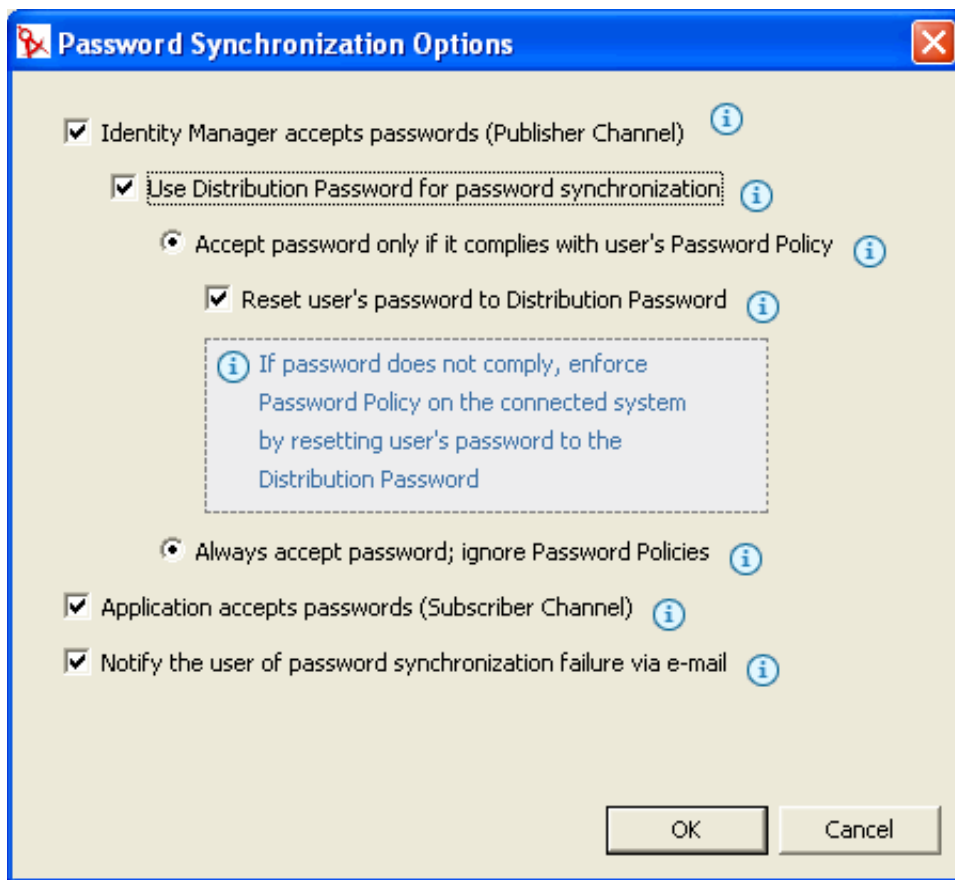 Password Synchronization Options
Identity Manager accepts passwords (Publisher Channel)
Use Distribution Password for password synchronization
Accept password only if it complies with user's Password Policy
Reset user's password to Distribution Password
If password does not comply, enforce
Password Policy on the connected system
by resetting user's password to the
Distribution Password
Always accept password; ignore Password Policies
Application accepts passwords (Subscriber Channel)
Notify the user of password synchronization failure via e-mail
OK Cancel